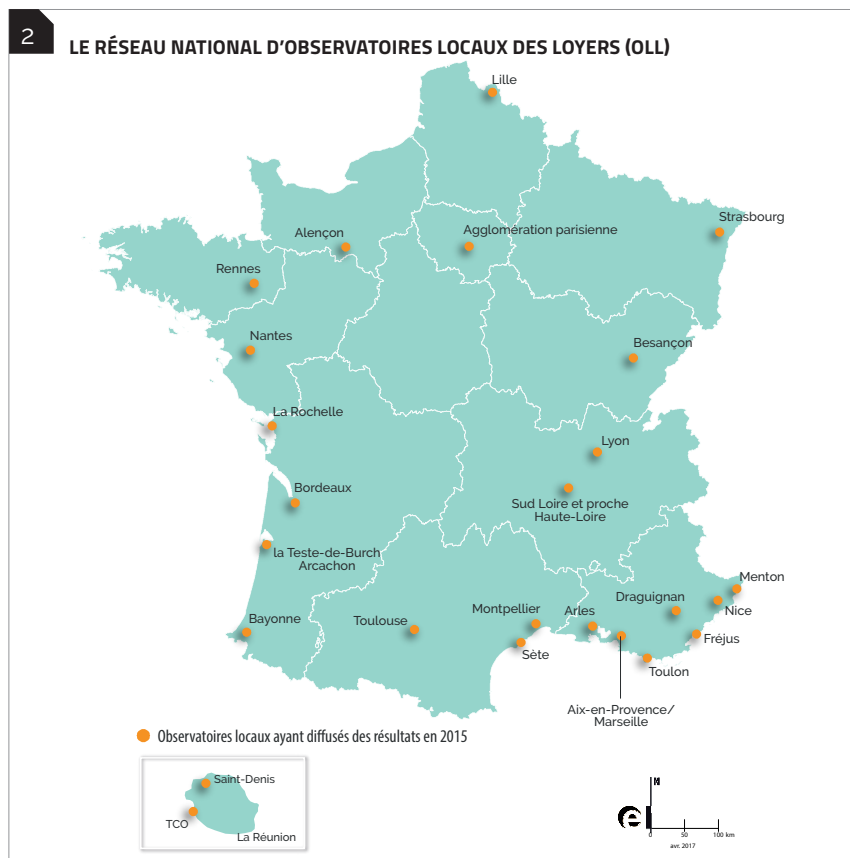 2
LE RÉSEAU NATIONAL D'OBSERVATOIRES LOCAUX DES LOYERS (OLL)
Lille
Strasbourg
Alençon
Agglomération parisienne
Rennes
Nantes
Besançon
La Rochelle
Lyon
Bordeaux
Sud Loire et proche
Haute-Loire
la Teste-de-Burch
Arcachon
Menton
Draguignan
Nice
Bayonne
Toulouse
Montpellier
Arles
Fréjus
Sète
Toulon
Aix-en-Provence/
Marseille
Observatoires locaux ayant diffusés des résultats en 2015
Saint-Denis
TCO
La Réunion
N
0 50 100 km
avr. 2017